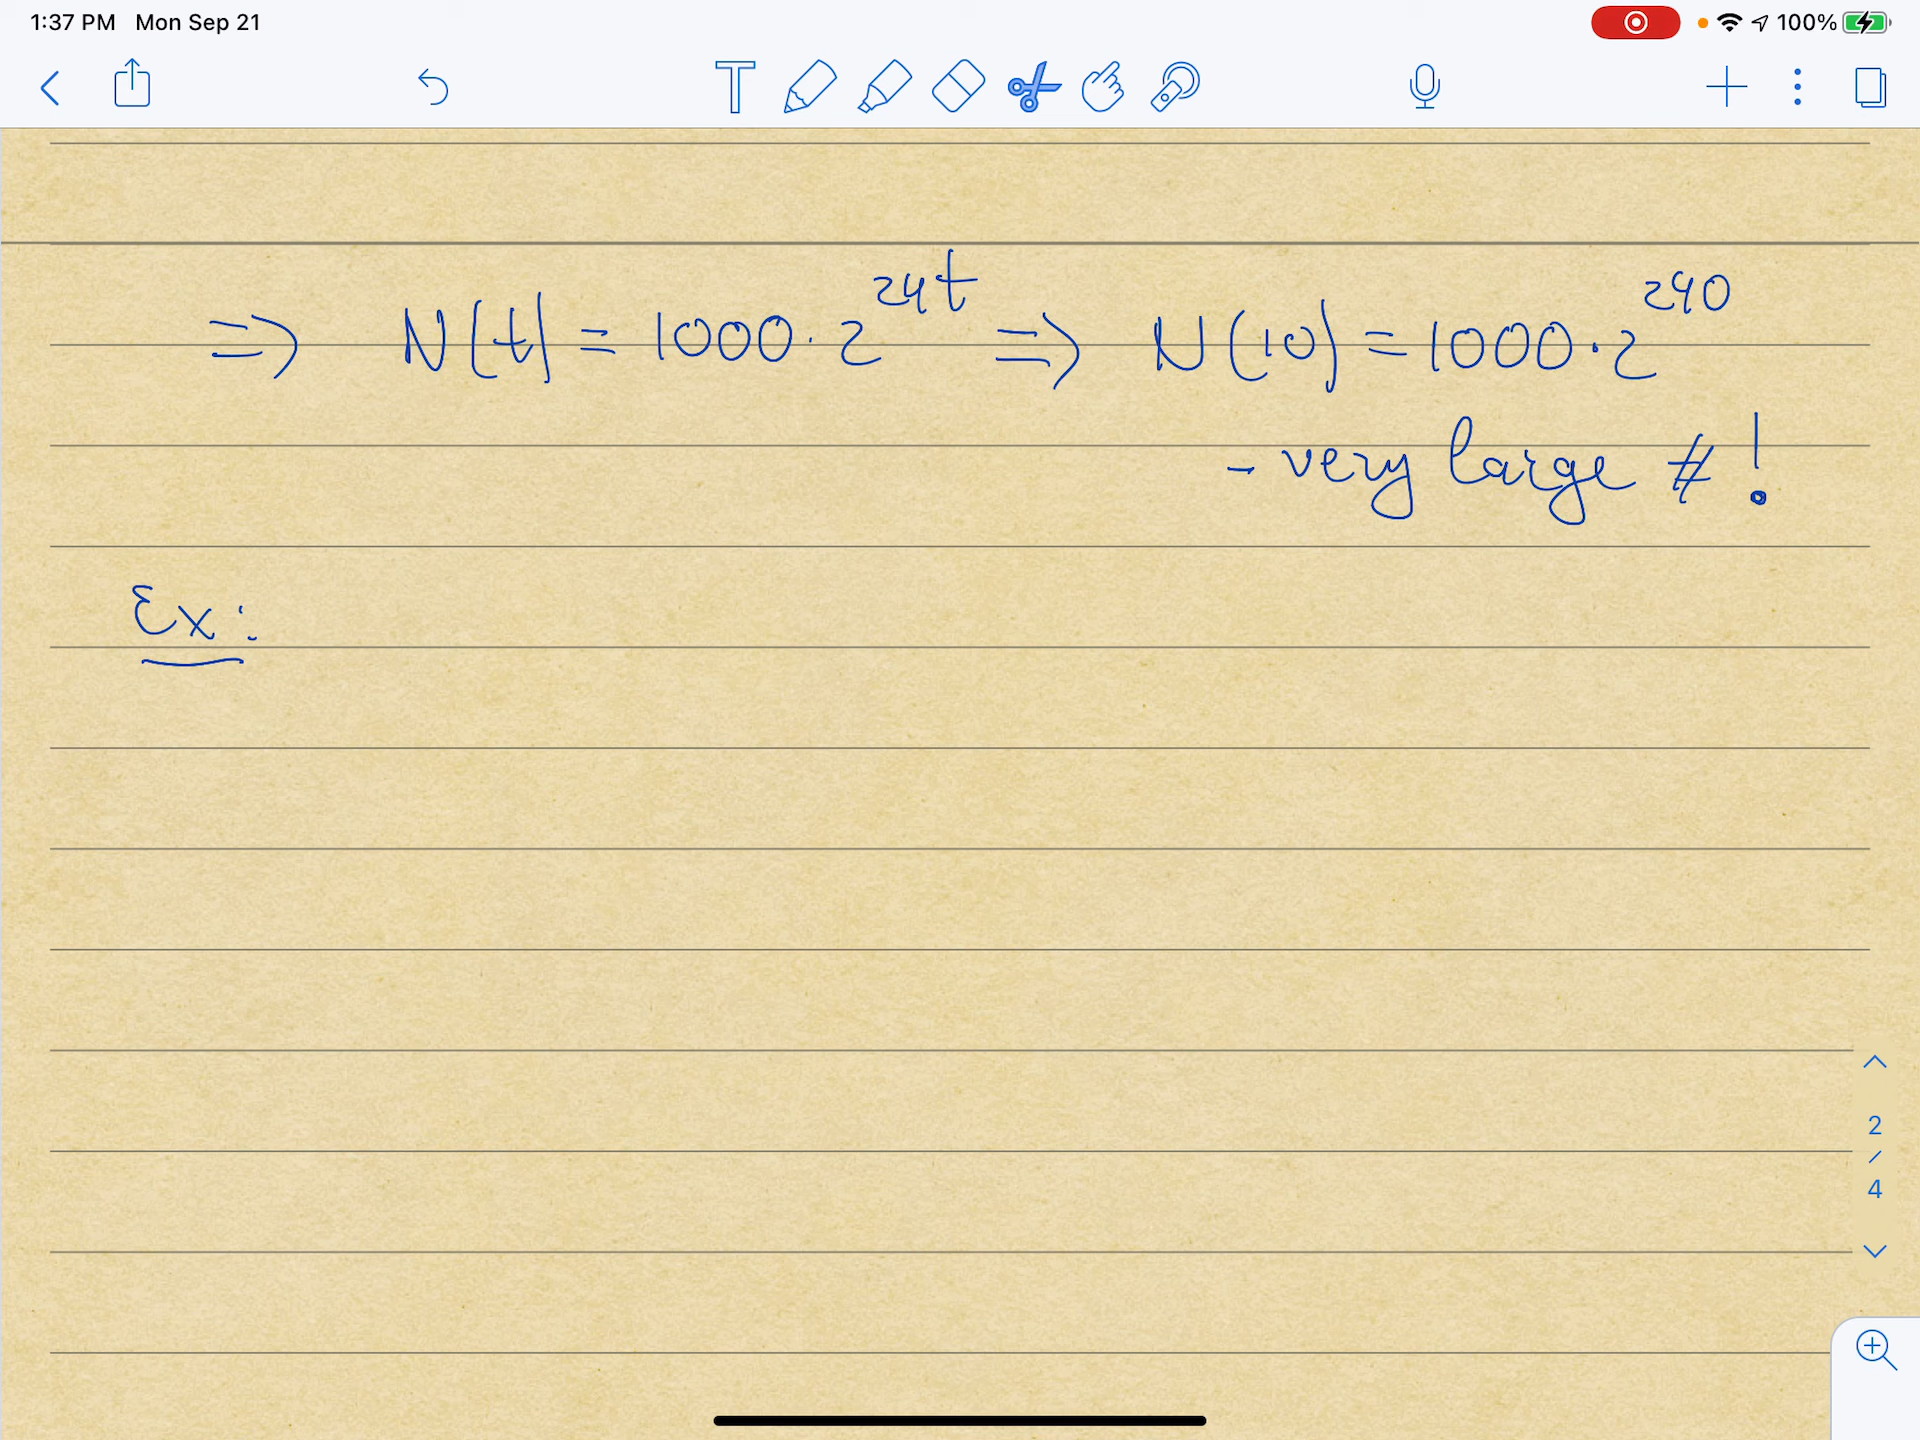 1:37 PM Mon Sep 21 100%
=> N(t) = 1000 · 2^24t => N(10) = 1000 · 2^240
- very large # !
Ex:
2
/
4